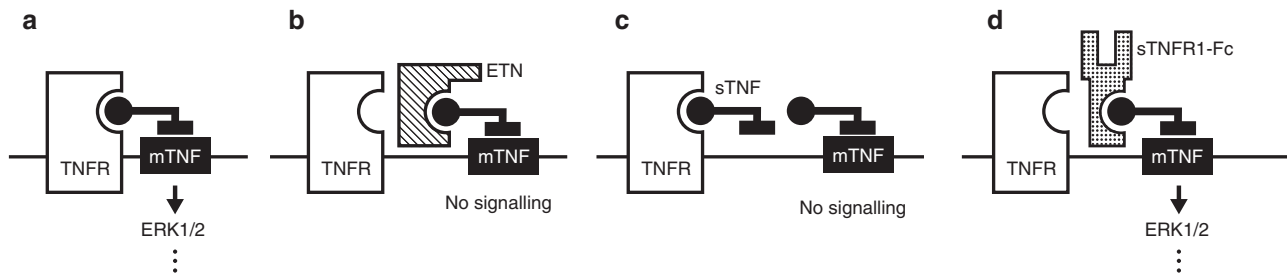 a
TNFR
mTNF
ERK1/2
b
ETN
TNFR
mTNF
No signalling
c
sTNF
TNFR
mTNF
No signalling
d
sTNFR1-Fc
TNFR
mTNF
ERK1/2